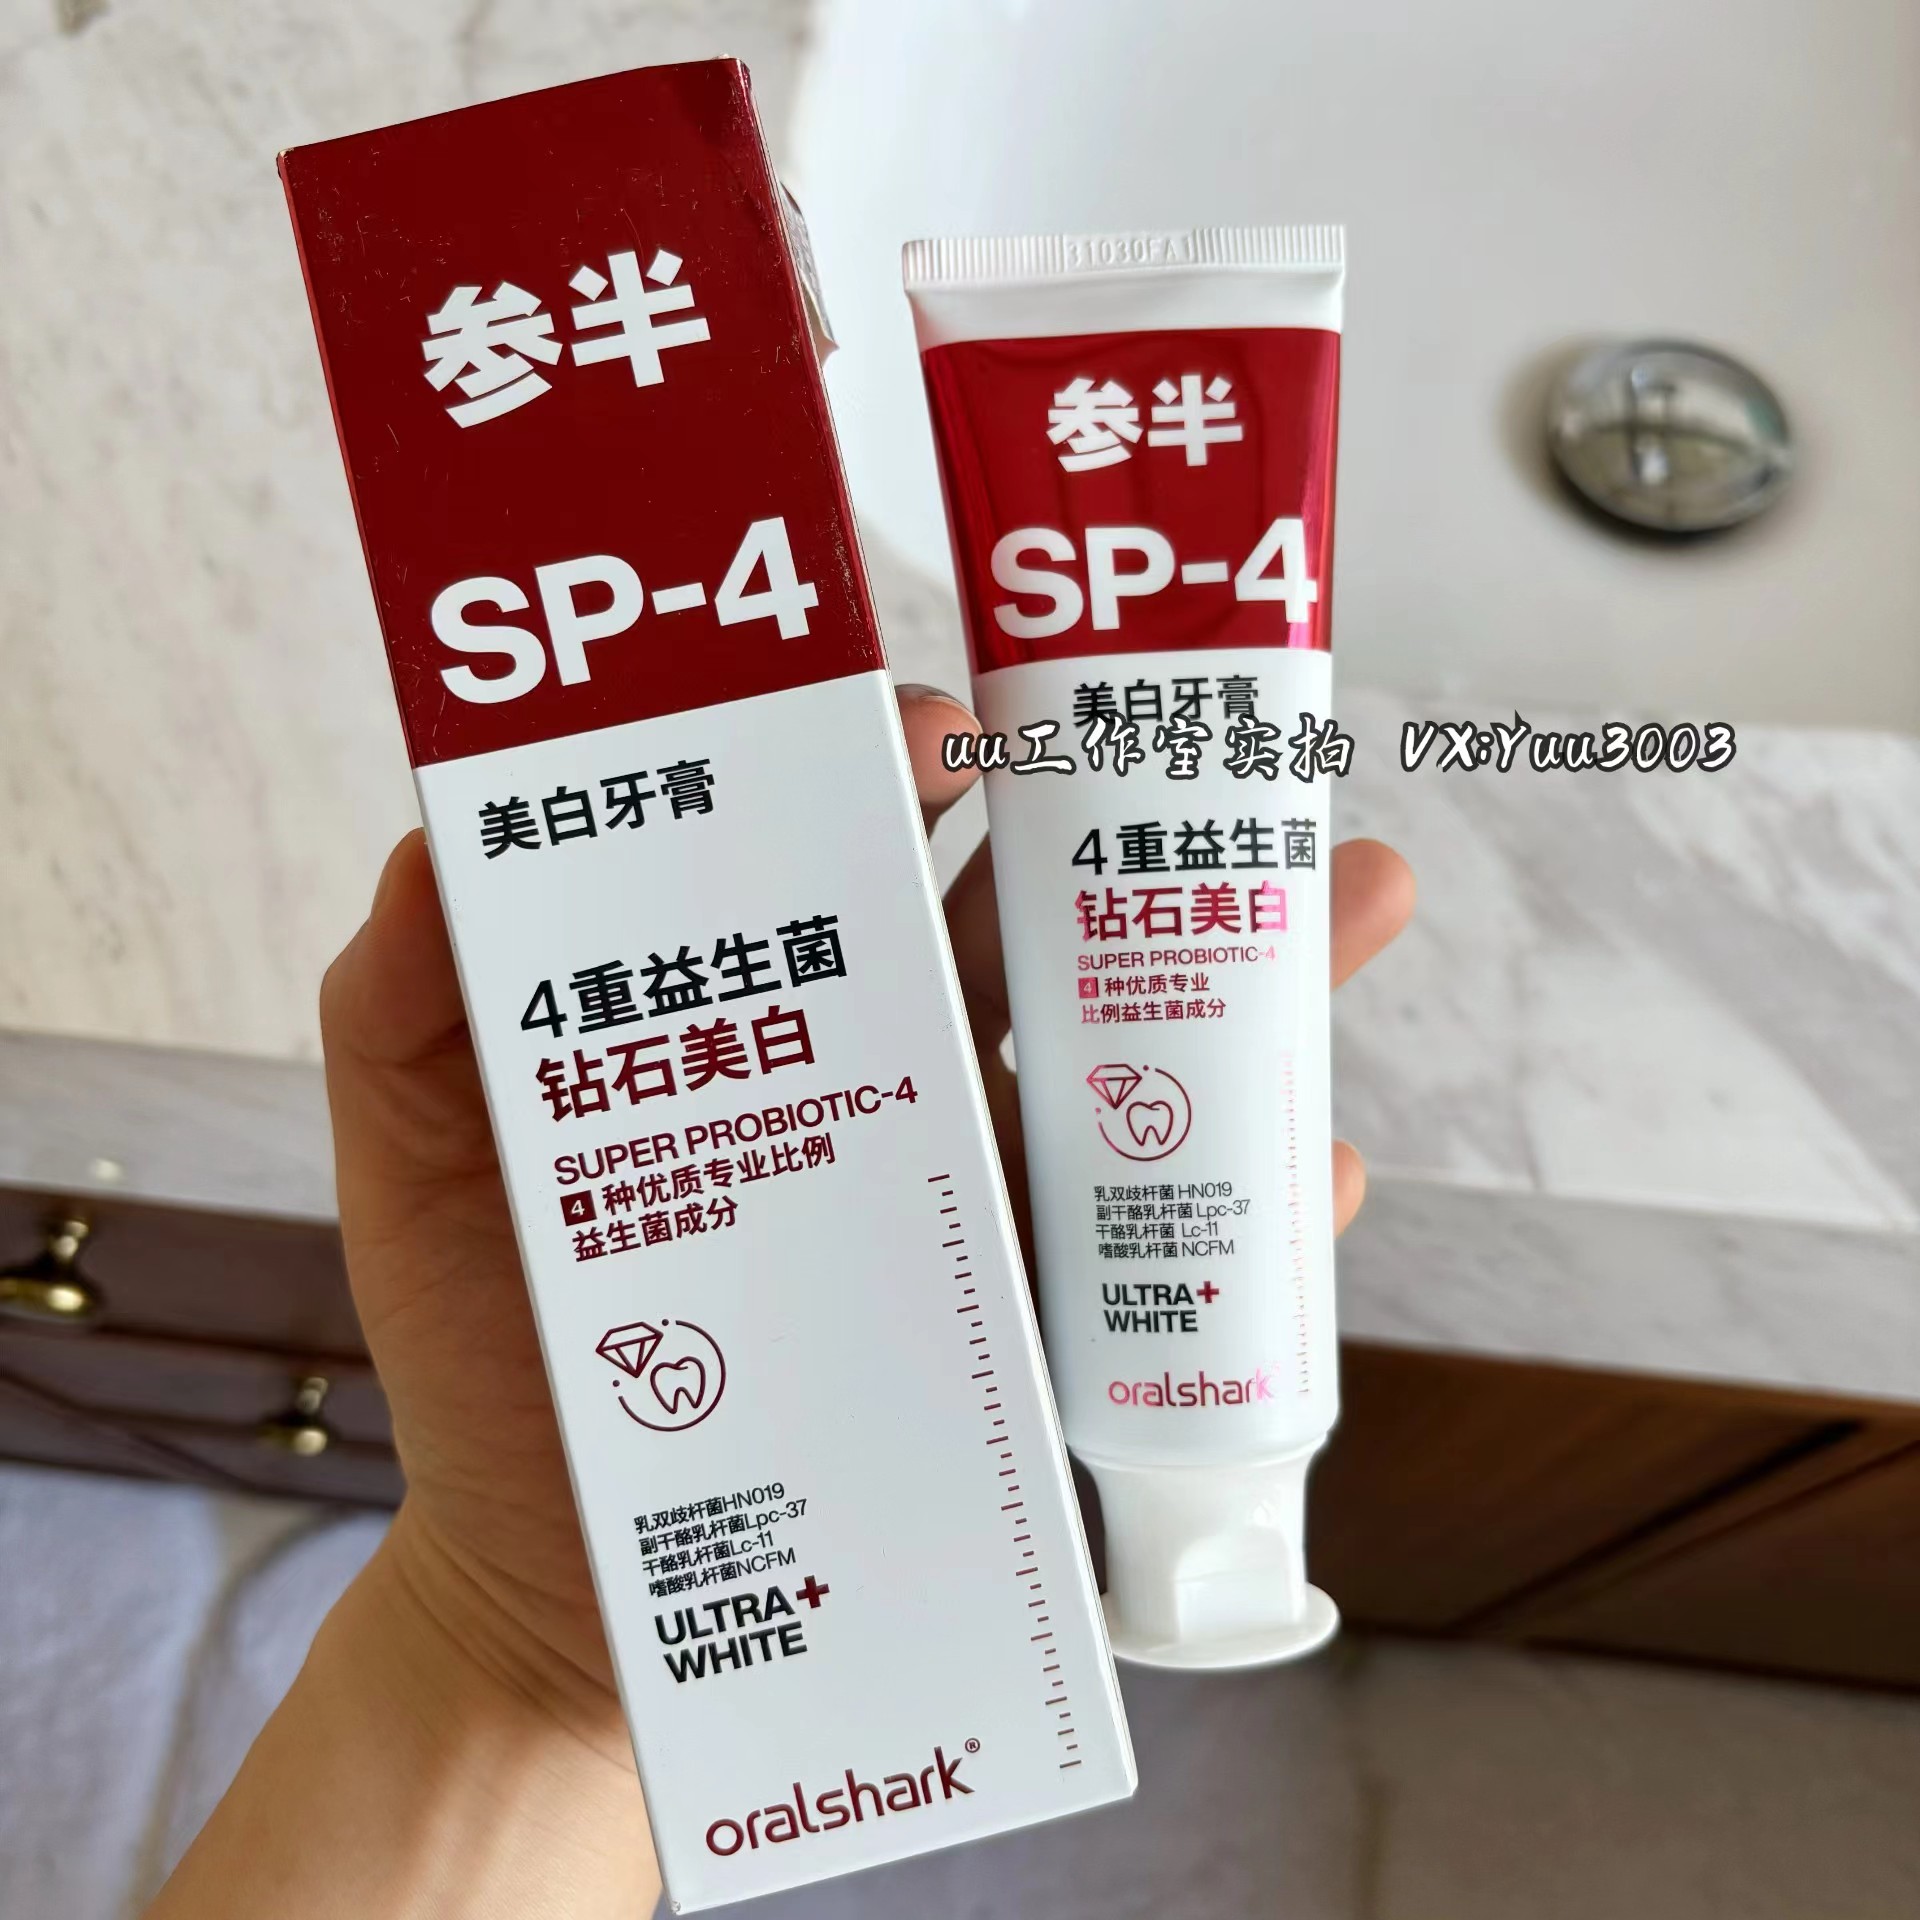 参半
SP-4
美白牙膏
4重益生菌
钻石美白
SUPER PROBIOTIC-4
4 种优质专业比例
益生菌成分
乳双歧杆菌HN019
副干酪乳杆菌Lpc-37
干酪乳杆菌Lc-11
嗜酸乳杆菌NCFM
ULTRA+
WHITE
oralshark®
31030FA1
参半
SP-4
美白牙膏
uu工作室实拍 VX:Yuu3003
4重益生菌
钻石美白
SUPER PROBIOTIC-4
4 种优质专业
比例益生菌成分
乳双歧杆菌 HN019
副干酪乳杆菌 Lpc-37
干酪乳杆菌 Lc-11
嗜酸乳杆菌 NCFM
ULTRA+
WHITE
oralshark